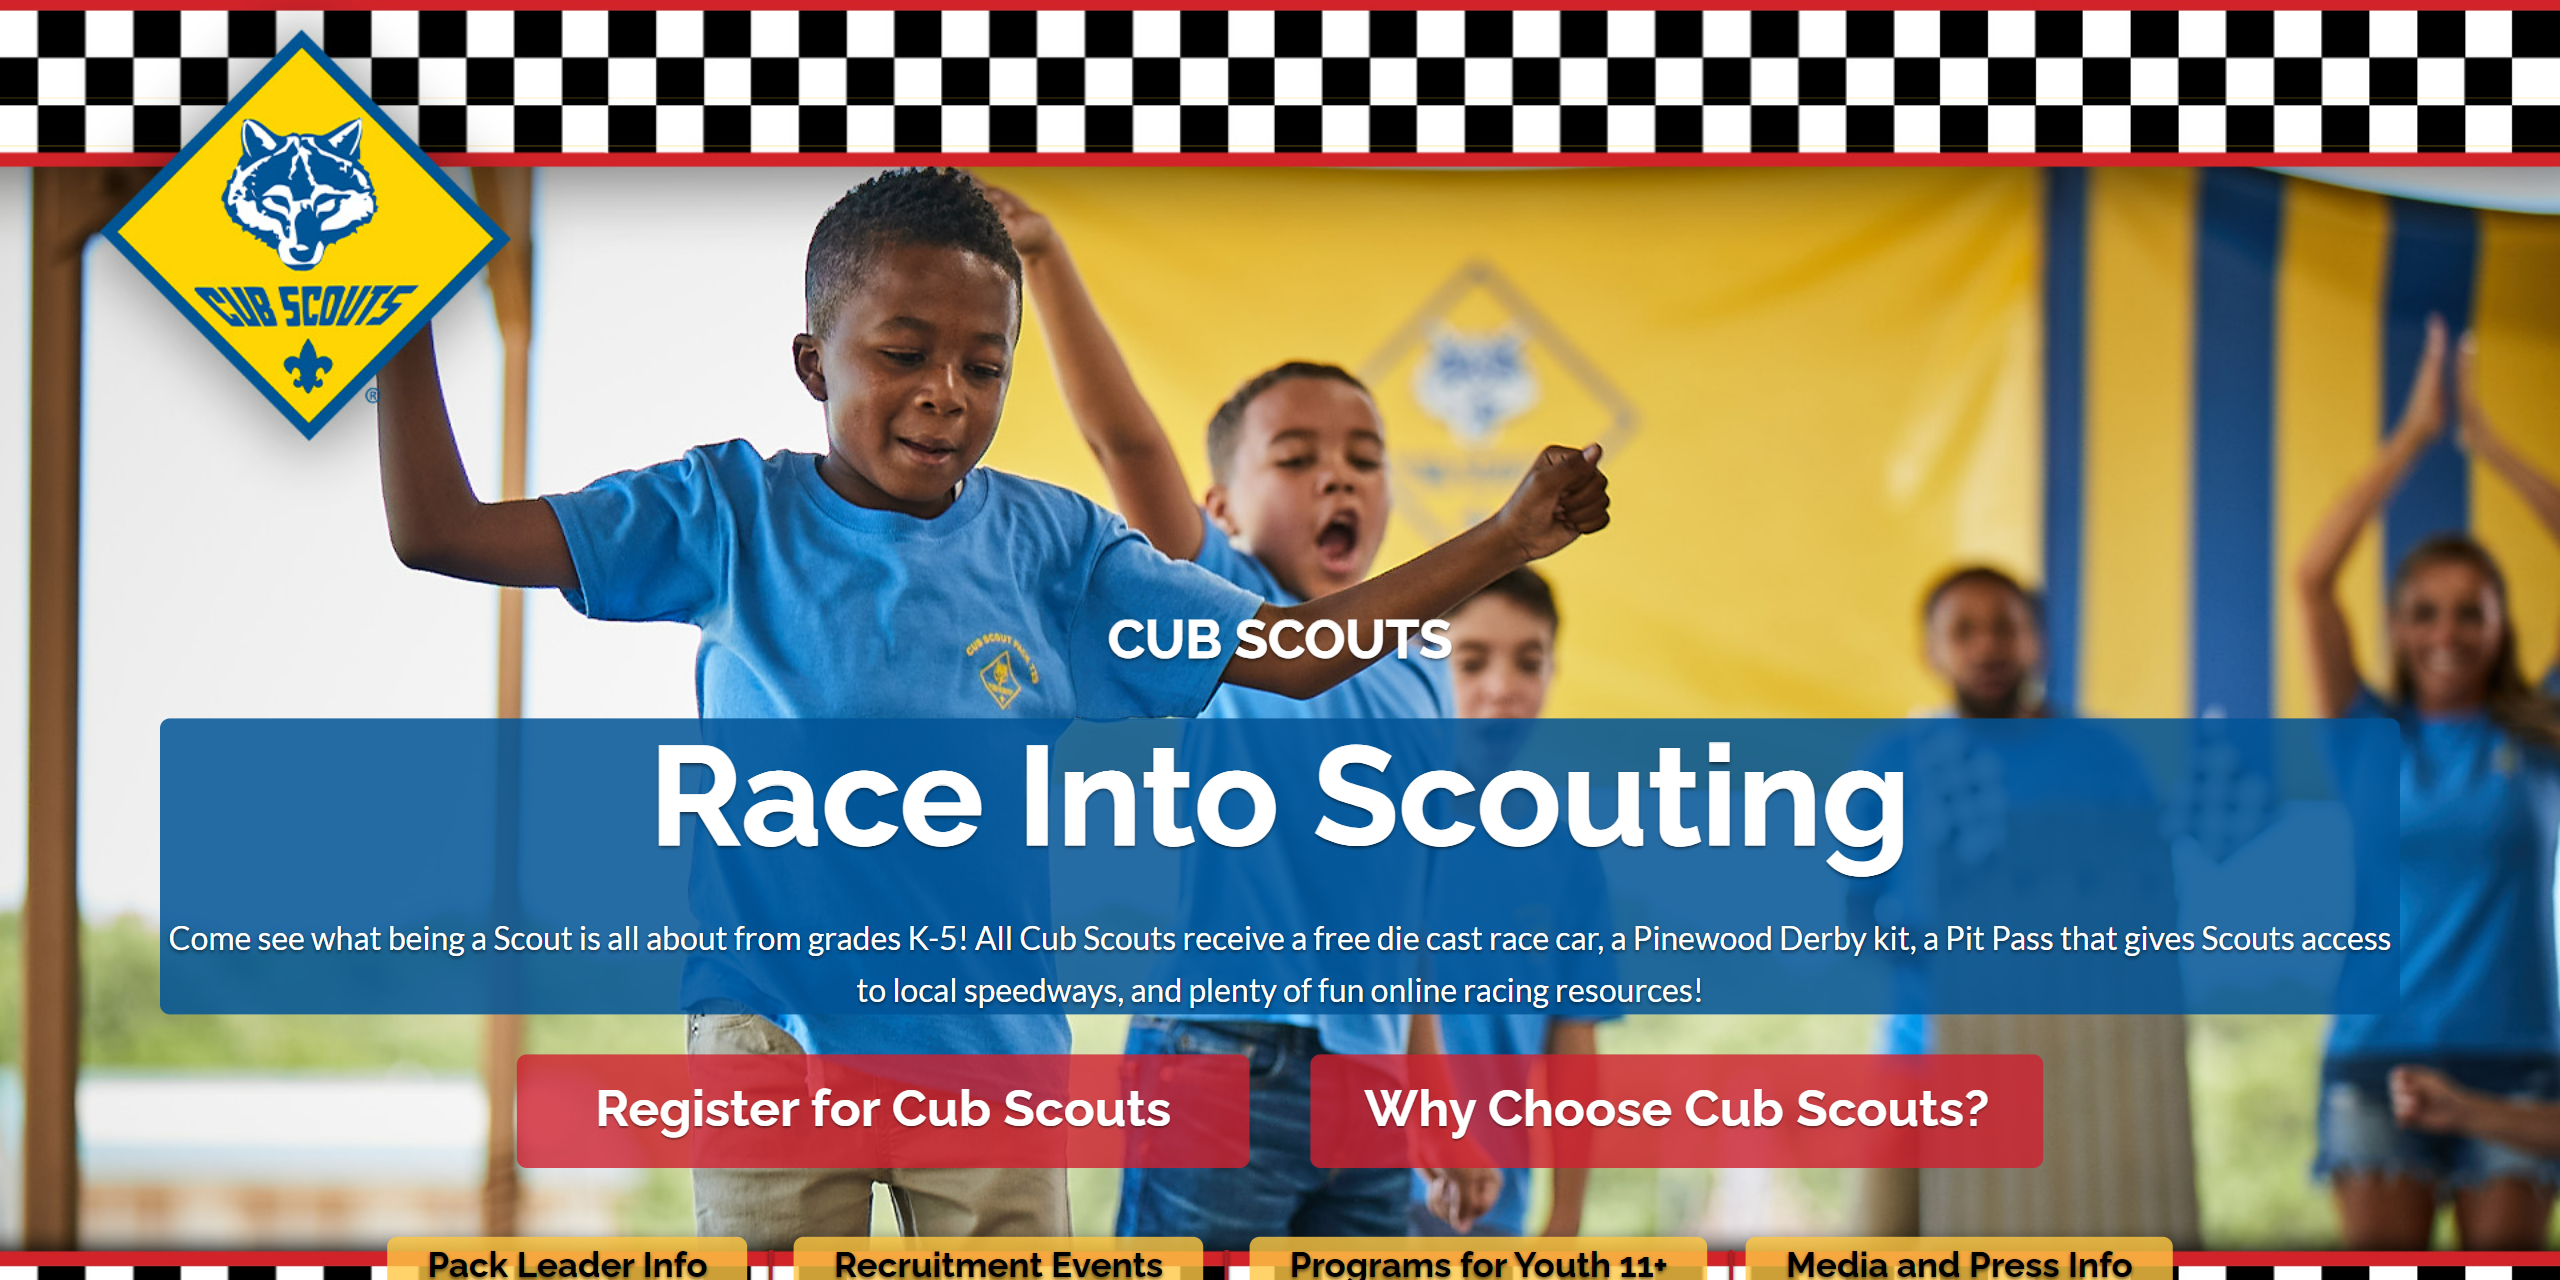 CUB SCOUTS
®
CUB SCOUT PACK
CUB SCOUTS
Race Into Scouting
Come see what being a Scout is all about from grades K-5! All Cub Scouts receive a free die cast race car, a Pinewood Derby kit, a Pit Pass that gives Scouts access
to local speedways, and plenty of fun online racing resources!
Register for Cub Scouts
Why Choose Cub Scouts?
Pack Leader Info
Recruitment Events
Programs for Youth 11+
Media and Press Info